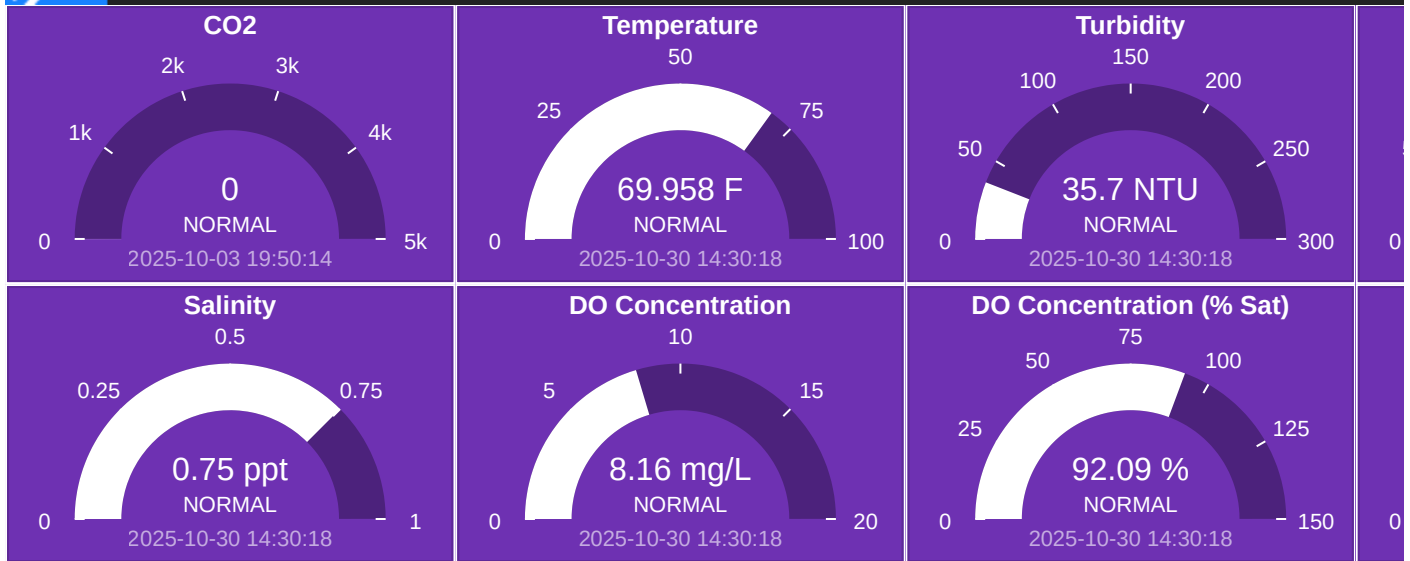 CO2
2k 3k
1k 4k
0
NORMAL
0 5k
2025-10-03 19:50:14
Temperature
50
25 75
69.958 F
NORMAL
0 100
2025-10-30 14:30:18
Turbidity
150
100 200
50 250
35.7 NTU
NORMAL
0 300
2025-10-30 14:30:18
0
Salinity
0.5
0.25 0.75
0.75 ppt
NORMAL
0 1
2025-10-30 14:30:18
DO Concentration
10
5 15
8.16 mg/L
NORMAL
0 20
2025-10-30 14:30:18
DO Concentration (% Sat)
75
50 100
25 125
92.09 %
NORMAL
0 150
2025-10-30 14:30:18
0